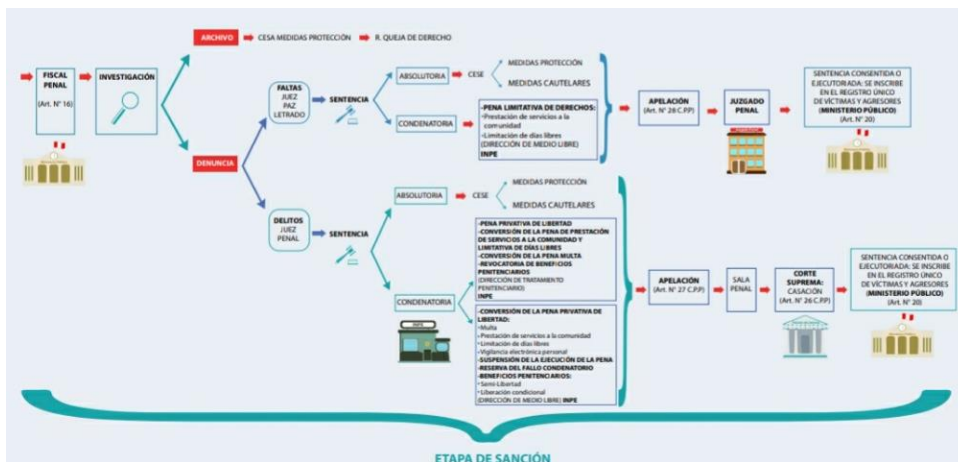 FISCAL
PENAL
(Art. N° 16)
INVESTIGACIÓN
ARCHIVO
CESA MEDIDAS PROTECCIÓN
R. QUEJA DE DERECHO
DENUNCIA
FALTAS
JUEZ
PAZ
LETRADO
SENTENCIA
ABSOLUTORIA
CESE
MEDIDAS PROTECCIÓN
MEDIDAS CAUTELARES
CONDENATORIA
-PENA LIMITATIVA DE DERECHOS:
•Prestación de servicios a la
comunidad
•Limitación de días libres
(DIRECCIÓN DE MEDIO LIBRE)
INPE
APELACIÓN
(Art. N° 28 C.P.P)
JUZGADO
PENAL
SENTENCIA CONSENTIDA O
EJECUTORIADA: SE INSCRIBE
EN EL REGISTRO ÚNICO
DE VÍCTIMAS Y AGRESORES
(MINISTERIO PÚBLICO)
(Art. N° 20)
DELITOS
JUEZ
PENAL
SENTENCIA
ABSOLUTORIA
CESE
MEDIDAS PROTECCIÓN
MEDIDAS CAUTELARES
CONDENATORIA
INPE
-PENA PRIVATIVA DE LIBERTAD
-CONVERSIÓN DE LA PENA DE PRESTACIÓN
DE SERVICIOS A LA COMUNIDAD Y
LIMITATIVA DE DÍAS LIBRES
-CONVERSIÓN DE LA PENA MULTA
-REVOCATORIA DE BENEFICIOS
PENITENCIARIOS
(DIRECCIÓN DE TRATAMIENTO
PENITENCIARIO)
INPE
-CONVERSIÓN DE LA PENA PRIVATIVA DE
LIBERTAD:
•Multa
•Prestación de servicios a la comunidad
•Limitación de días libres
•Vigilancia electrónica personal
-SUSPENSIÓN DE LA EJECUCIÓN DE LA PENA
-RESERVA DEL FALLO CONDENATORIO
-BENEFICIOS PENITENCIARIOS:
•Semi-Libertad
•Liberación condicional
(DIRECCIÓN DE MEDIO LIBRE) INPE
APELACIÓN
(Art. N° 27 C.P.P)
SALA
PENAL
CORTE
SUPREMA:
CASACIÓN
(Art. N° 26 C.P.P)
SENTENCIA CONSENTIDA O
EJECUTORIADA: SE INSCRIBE
EN EL REGISTRO ÚNICO
DE VÍCTIMAS Y AGRESORES
(MINISTERIO PÚBLICO)
(Art. N° 20)
ETAPA DE SANCIÓN